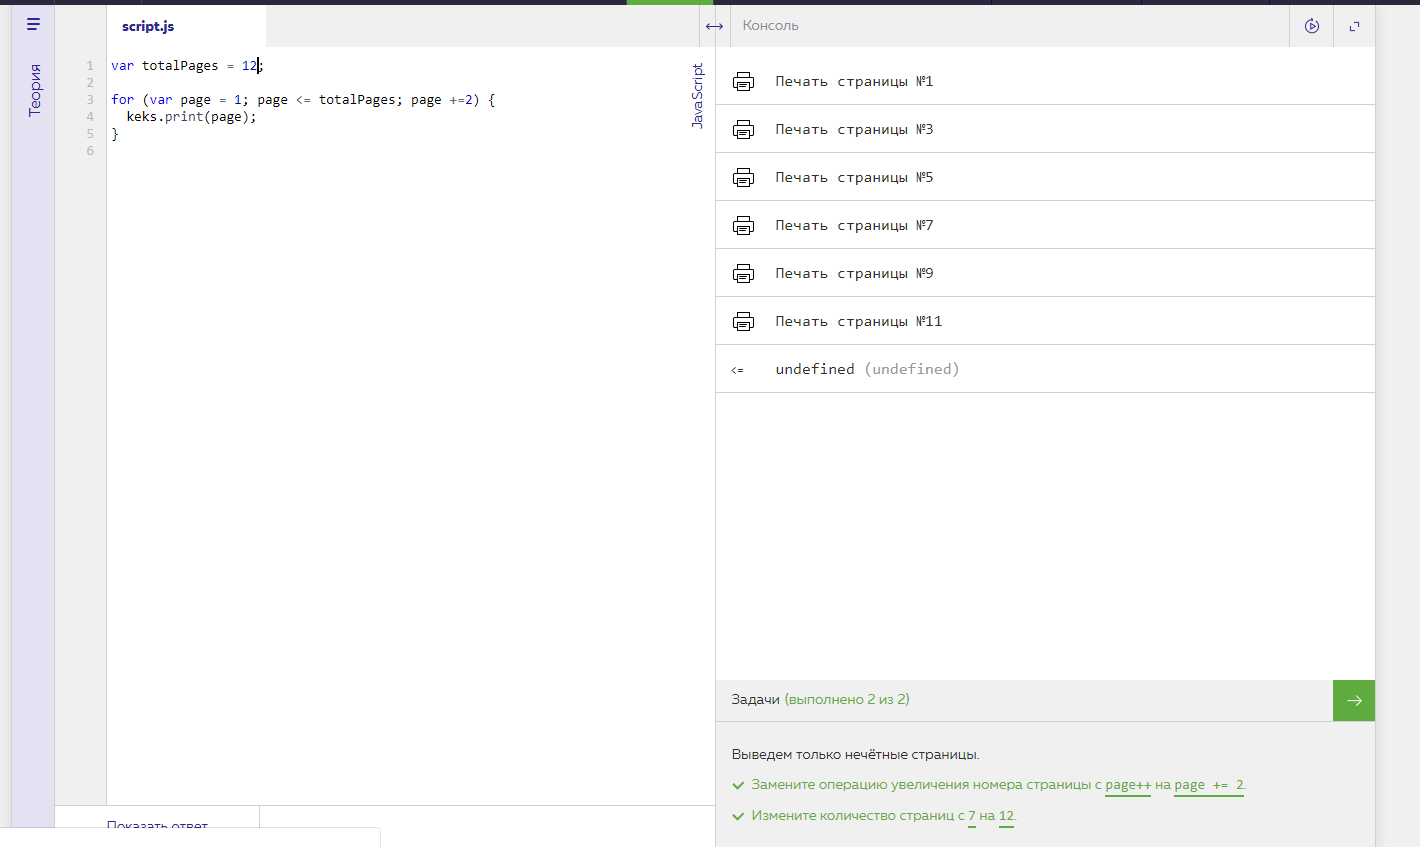 script.js
Консоль
Теория
JavaScript
1 var totalPages = 12;
2
3 for (var page = 1; page <= totalPages; page +=2) {
4 keks.print(page);
5 }
6
Печать страницы №1
Печать страницы №3
Печать страницы №5
Печать страницы №7
Печать страницы №9
Печать страницы №11
<= undefined (undefined)
Задачи (выполнено 2 из 2)
Выведем только нечётные страницы.
Замените операцию увеличения номера страницы с page++ на page += 2.
Измените количество страниц с 7 на 12.
Показать ответ